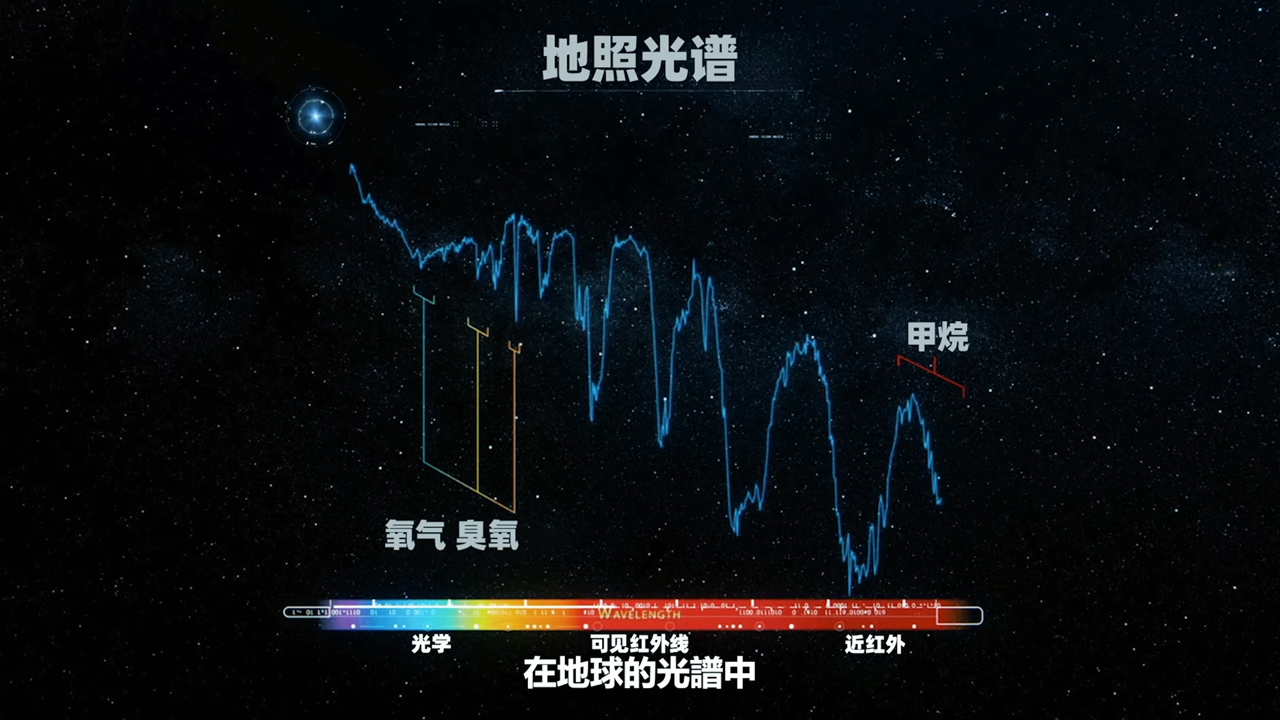 地照光谱
甲烷
氧气 臭氧
WAVELENGTH
光学 可见红外线 近红外
在地球的光譜中